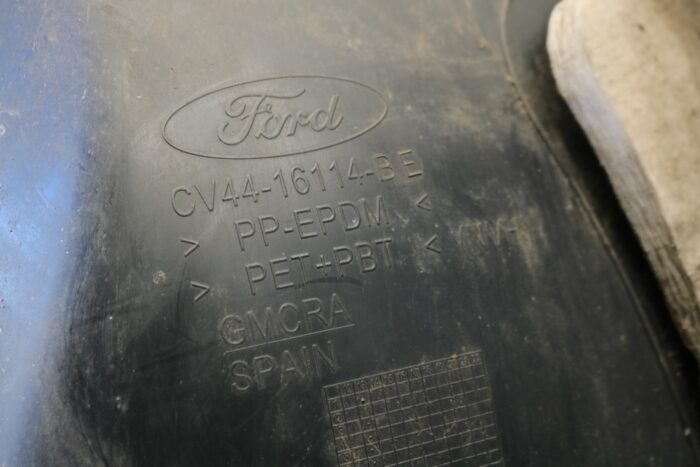 Ford
CV44-16114-BE
> PP-EPDM <
> PET+PBT <
GMCRA
SPAIN